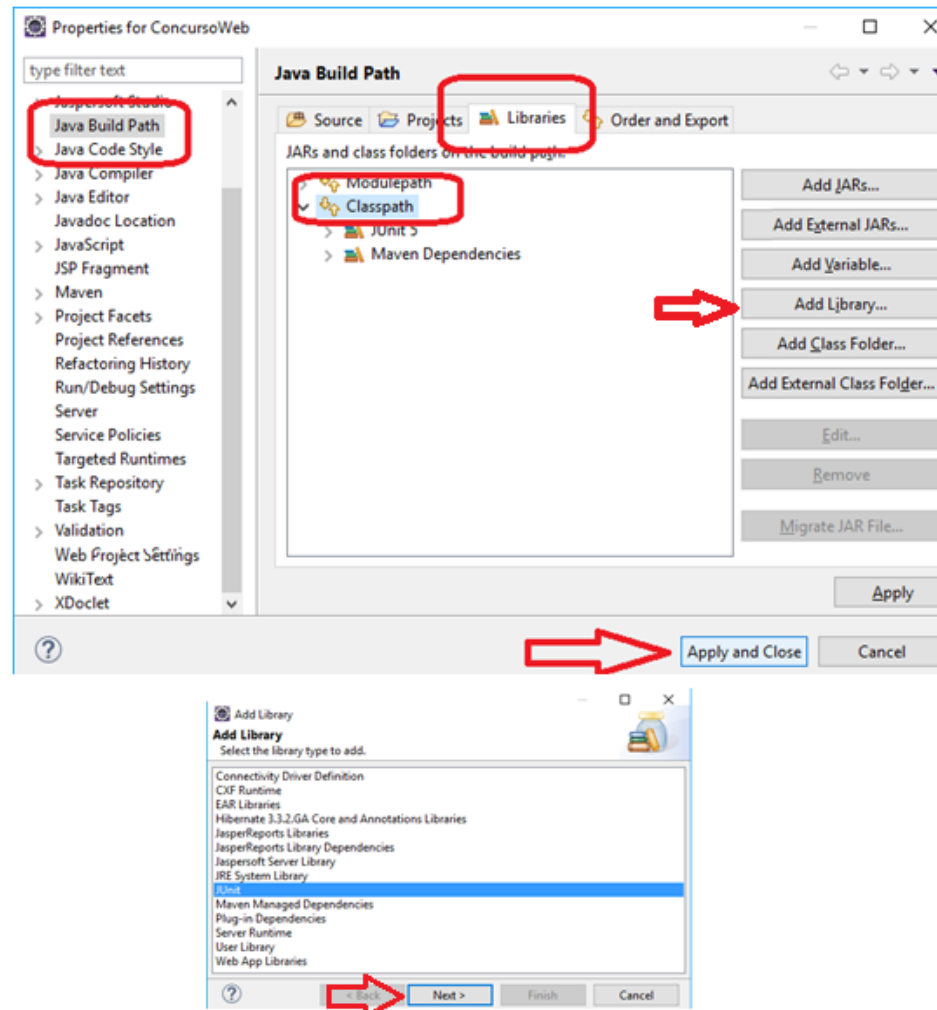 Properties for ConcursoWeb
type filter text
Java Build Path
Jaspersoft Studio
Java Build Path
Java Code Style
Java Compiler
Java Editor
Javadoc Location
JavaScript
JSP Fragment
Maven
Project Facets
Project References
Refactoring History
Run/Debug Settings
Server
Service Policies
Targeted Runtimes
Task Repository
Task Tags
Validation
Web Project Settings
WikiText
XDoclet
Source
Projects
Libraries
Order and Export
JARs and class folders on the build path:
Modulepath
Classpath
JUnit 5
Maven Dependencies
Add JARs...
Add External JARs...
Add Variable...
Add Library...
Add Class Folder...
Add External Class Folder...
Edit...
Remove
Migrate JAR File...
Apply
Apply and Close
Cancel
Add Library
Add Library
Select the library type to add.
Connectivity Driver Definition
CXF Runtime
EAR Libraries
Hibernate 3.3.2.GA Core and Annotations Libraries
JasperReports Libraries
JasperReports Library Dependencies
Jaspersoft Server Library
JRE System Library
JUnit
Maven Managed Dependencies
Plug-in Dependencies
Server Runtime
User Library
Web App Libraries
< Back
Next >
Finish
Cancel